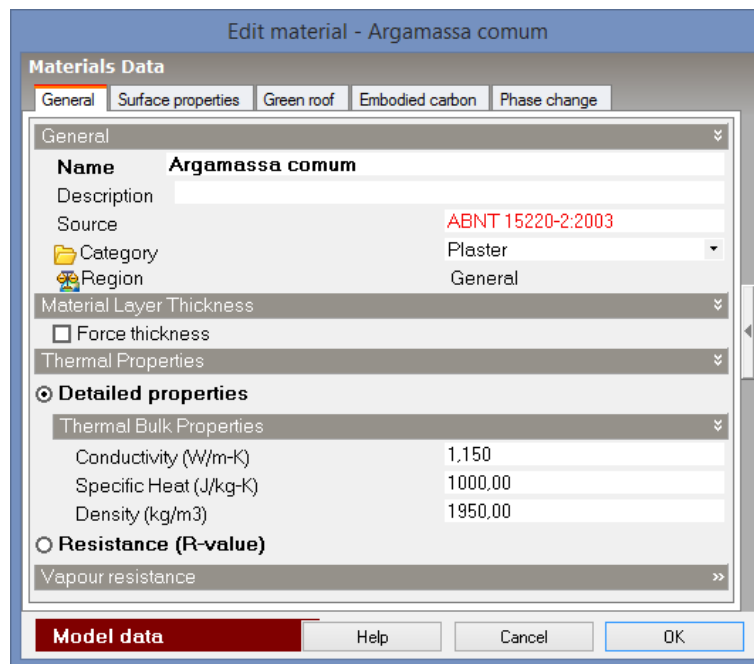 Edit material - Argamassa comum
Materials Data
General Surface properties Green roof Embodied carbon Phase change
General
Name Argamassa comum
Description
Source ABNT 15220-2:2003
Category Plaster
Region General
Material Layer Thickness
Force thickness
Thermal Properties
Detailed properties
Thermal Bulk Properties
Conductivity (W/m-K) 1,150
Specific Heat (J/kg-K) 1000,00
Density (kg/m3) 1950,00
Resistance (R-value)
Vapour resistance
Model data Help Cancel OK